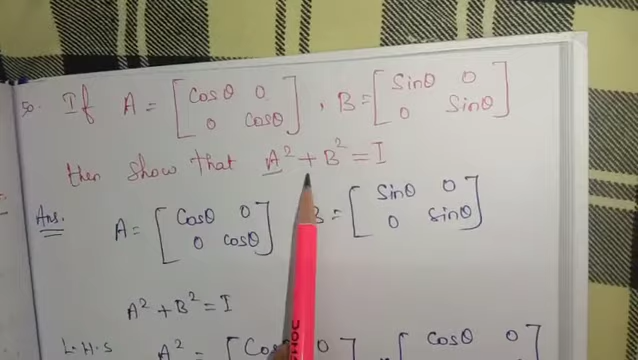 50. If A = [Cosθ 0 , B = [Sinθ 0
0 Cosθ] 0 Sinθ]
then show that A² + B² = I
Ans. A = [Cosθ 0 B = [Sinθ 0
0 Cosθ] 0 Sinθ]
A² + B² = I
L.H.S A² = [Cos 0 Cosθ 0